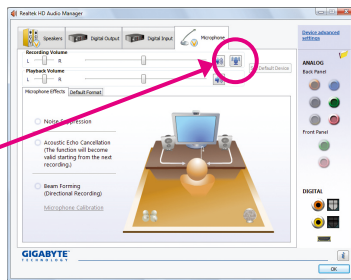 Realtek HD Audio Manager
Speakers
Digital Output
Digital Input
Microphone
Device advanced
settings
Recording Volume
L R
Default Device
Playback Volume
L R
ANALOG
Back Panel
Microphone Effects
Default Format
Noise Suppression
Acoustic Echo Cancellation
(The function will become
valid starting from the next
recording.)
Front Panel
Beam Forming
(Directional Recording)
Microphone Calibration
DIGITAL
GIGABYTE
TECHNOLOGY
i
OK